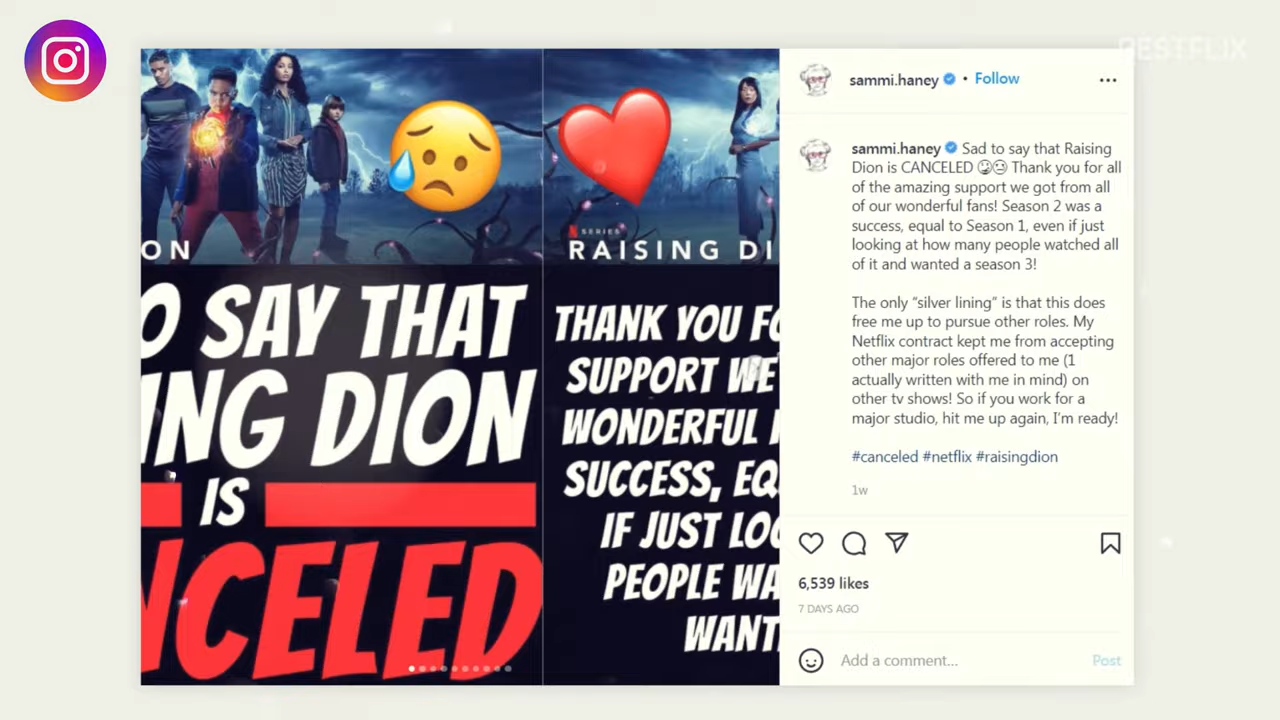 BESTFLIX
sammi.haney • Follow
sammi.haney Sad to say that Raising
Dion is CANCELED 🙄😔 Thank you for all
of the amazing support we got from all
of our wonderful fans! Season 2 was a
success, equal to Season 1, even if just
looking at how many people watched all
of it and wanted a season 3!
The only “silver lining” is that this does
free me up to pursue other roles. My
Netflix contract kept me from accepting
other major roles offered to me (1
actually written with me in mind) on
other tv shows! So if you work for a
major studio, hit me up again, I’m ready!
#canceled #netflix #raisingdion
1w
6,539 likes
7 DAYS AGO
Add a comment... Post
ON
O SAY THAT
ING DION
IS
NCELED
SERIES
RAISING DI
THANK YOU FO
SUPPORT WE
WONDERFUL
SUCCESS, EQ
IF JUST LOO
PEOPLE WA
WANT